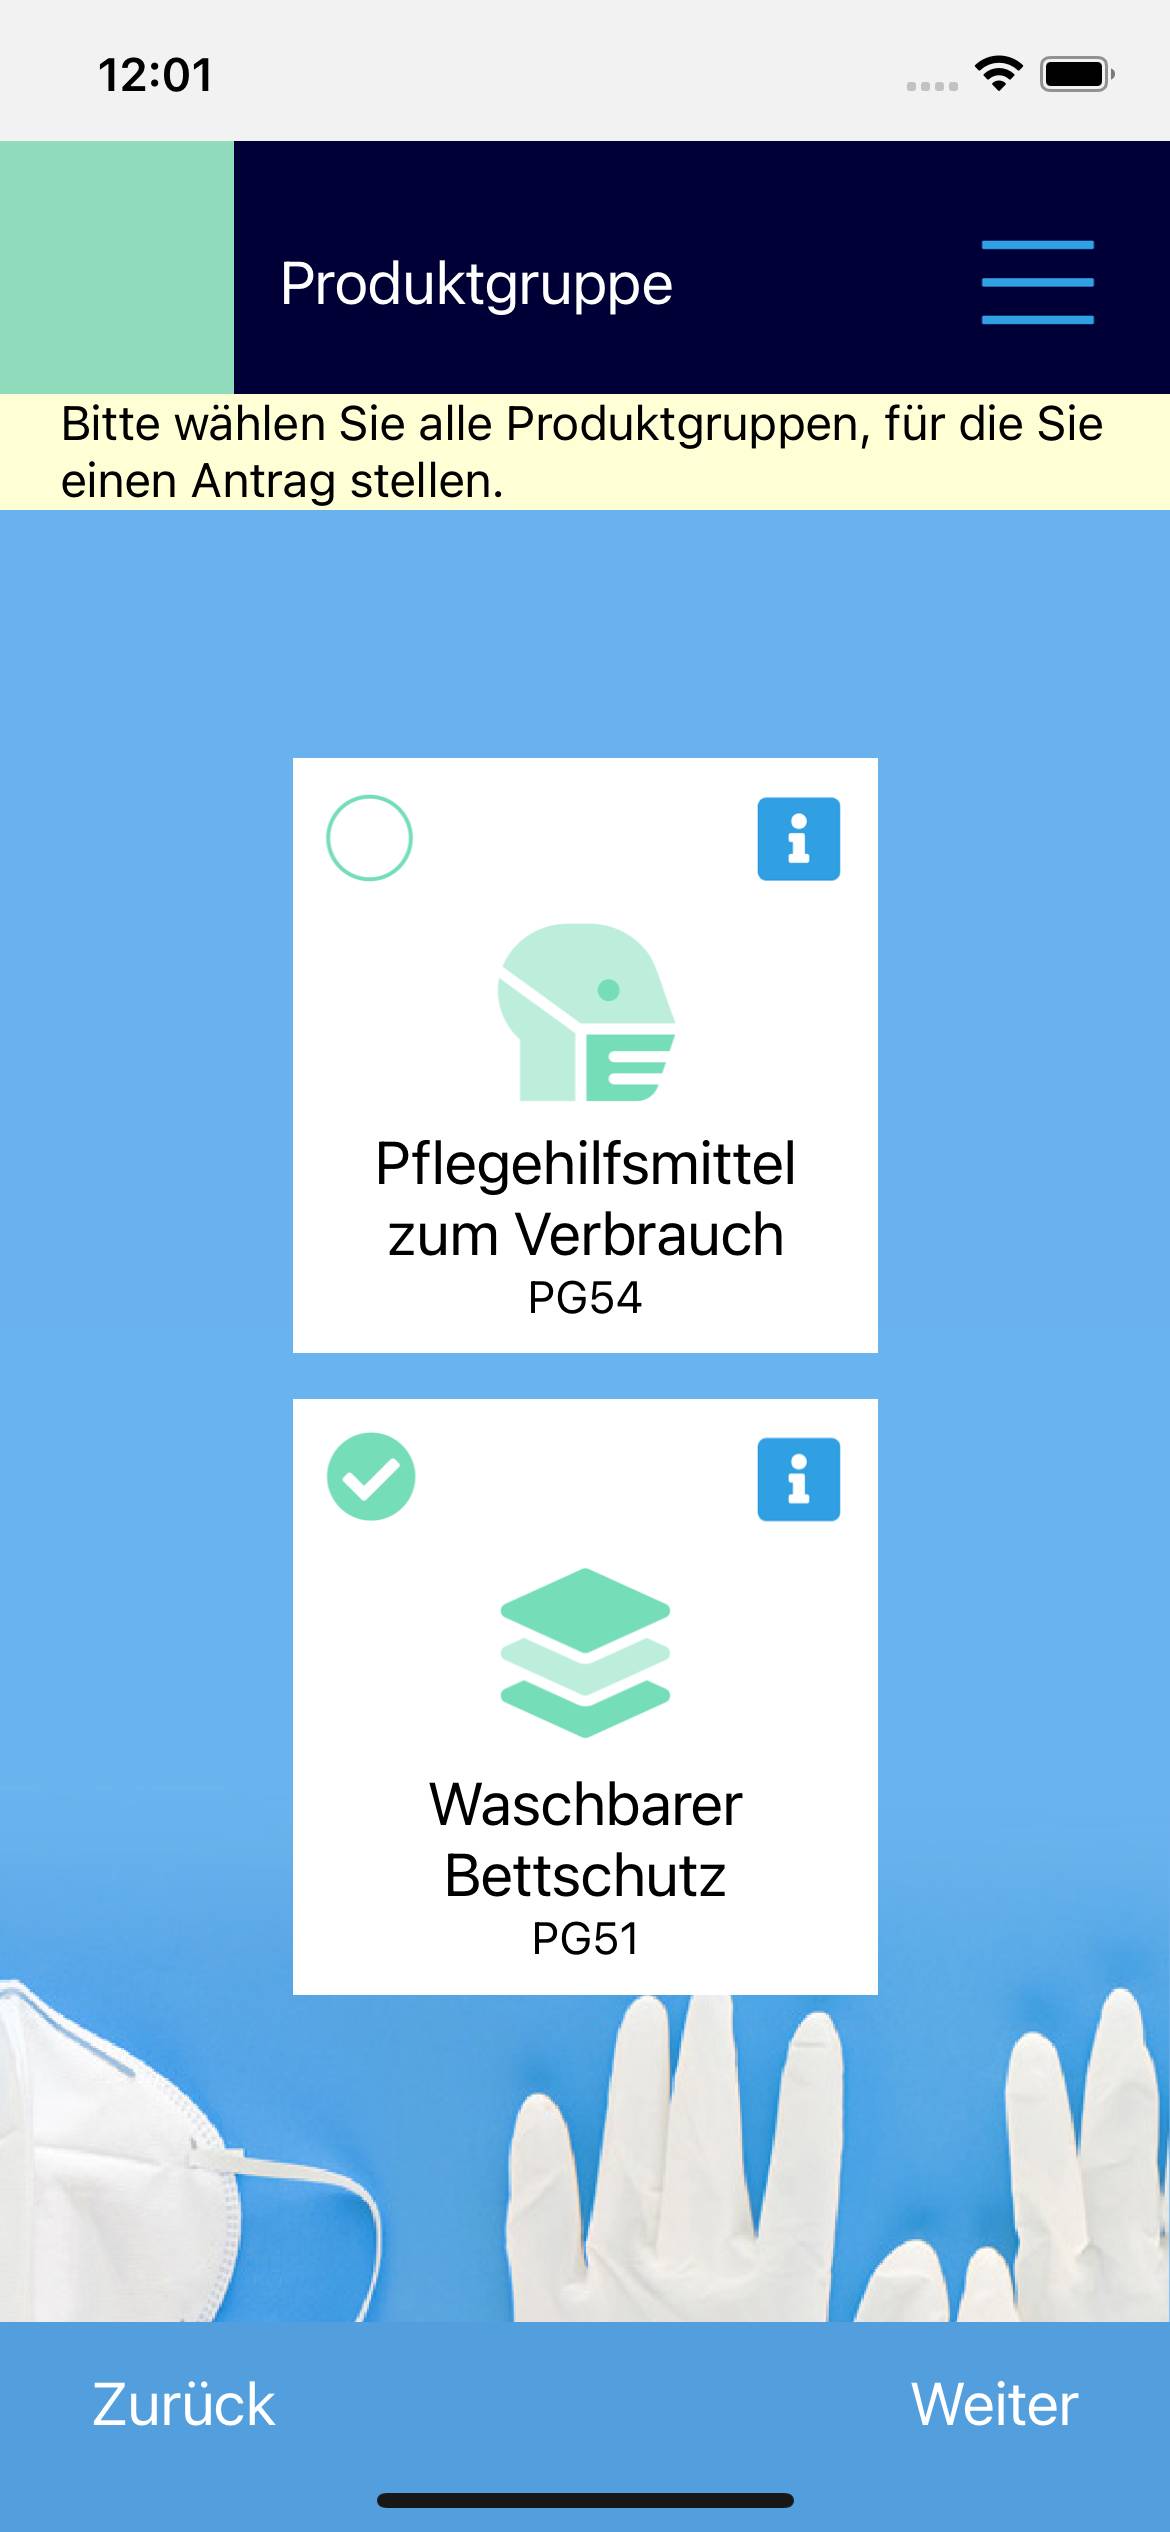 12:01
Produktgruppe
Bitte wählen Sie alle Produktgruppen, für die Sie
einen Antrag stellen.
Pflegehilfsmittel
zum Verbrauch
PG54
Waschbarer
Bettschutz
PG51
Zurück
Weiter